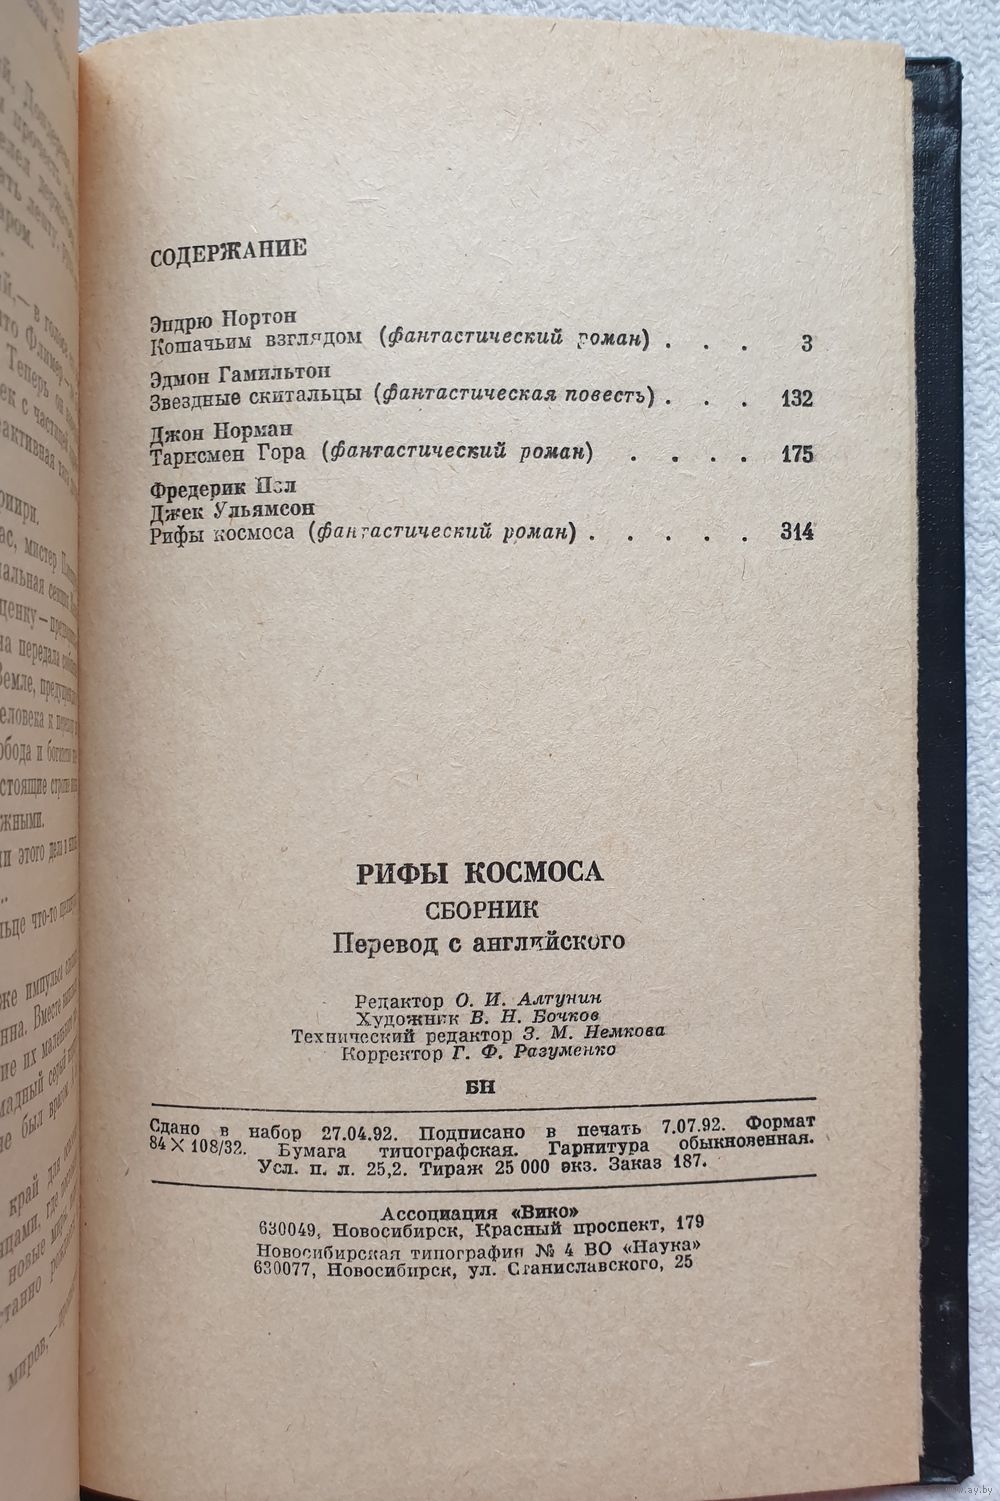 СОДЕРЖАНИЕ
Эндрю Нортон
Кошачьим взглядом (фантастический роман) . . . 3
Эдмон Гамильтон
Звездные скитальцы (фантастическая повесть) . . . 132
Джон Норман
Тарнсмен Гора (фантастический роман) . . . . 175
Фредерик Пол
Джек Ульямсон
Рифы космоса (фантастический роман) . . . . . 314
РИФЫ КОСМОСА
СБОРНИК
Перевод с английского
Редактор О. И. Алтунин
Художник В. Н. Бочков
Технический редактор З. М. Немкова
Корректор Г. Ф. Разуменко
БН
Сдано в набор 27.04.92. Подписано в печать 7.07.92. Формат
84×108/32. Бумага типографская. Гарнитура обыкновенная.
Усл. п. л. 25,2. Тираж 25 000 экз. Заказ 187.
Ассоциация «Вико»
630049, Новосибирск, Красный проспект, 179
Новосибирская типография № 4 ВО «Наука»
630077, Новосибирск, ул. Станиславского, 25
www.ay.by